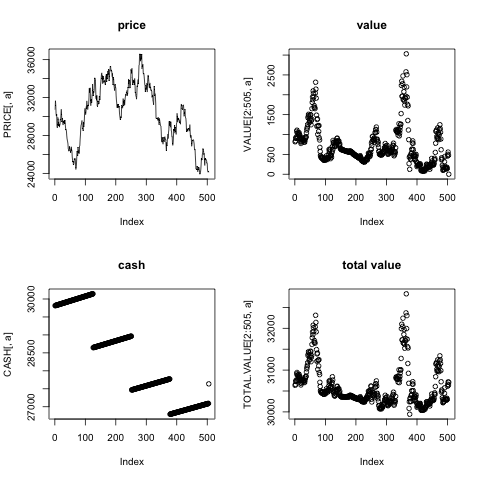 price
PRICE[, a]
24000 28000 32000 36000
0 100 200 300 400 500
Index
value
VALUE[2:505, a]
0 500 1500 2500
0 100 200 300 400 500
Index
cash
CASH[, a]
27000 28500 30000
0 100 200 300 400 500
Index
total value
TOTAL.VALUE[2:505, a]
30000 31000 32000
0 100 200 300 400 500
Index